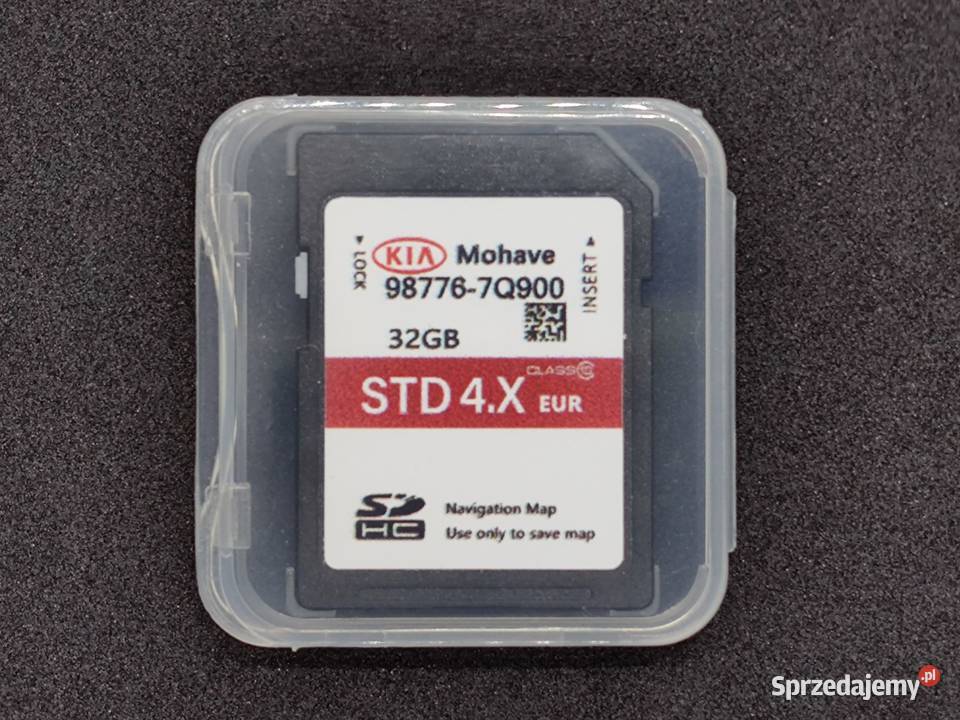 LOCK
KIA Mohave
INSERT
98776-7Q900
32GB
CLASS 10
STD 4.X EUR
SD HC
Navigation Map
Use only to save map
Sprzedajemy.pl